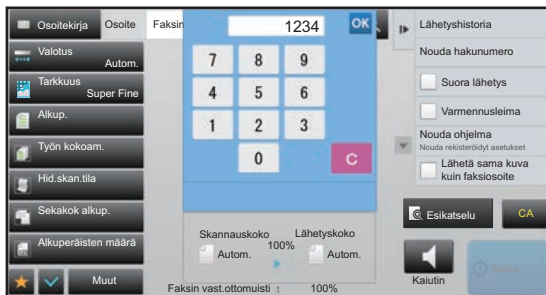 Osoitekirja
Osoite
Faksin
1234
OK
Valotus
Autom.
Tarkkuus
Super Fine
Alkup.
Työn kokoam.
Hid.skan.tila
Sekakok alkup.
Alkuperäisten määrä
Muut
7 8 9
4 5 6
1 2 3
0 C
Skannauskoko
Lähetyskoko
100%
Autom.
Autom.
Faksin vast.ottomuisti : 100%
Lähetyshistoria
Nouda hakunumero
Suora lähetys
Varmennusleima
Nouda ohjelma
Nouda rekisteröidyt asetukset
Lähetä sama kuva
kuin faksiosoite
Esikatselu
CA
Kaiutin
Aloita